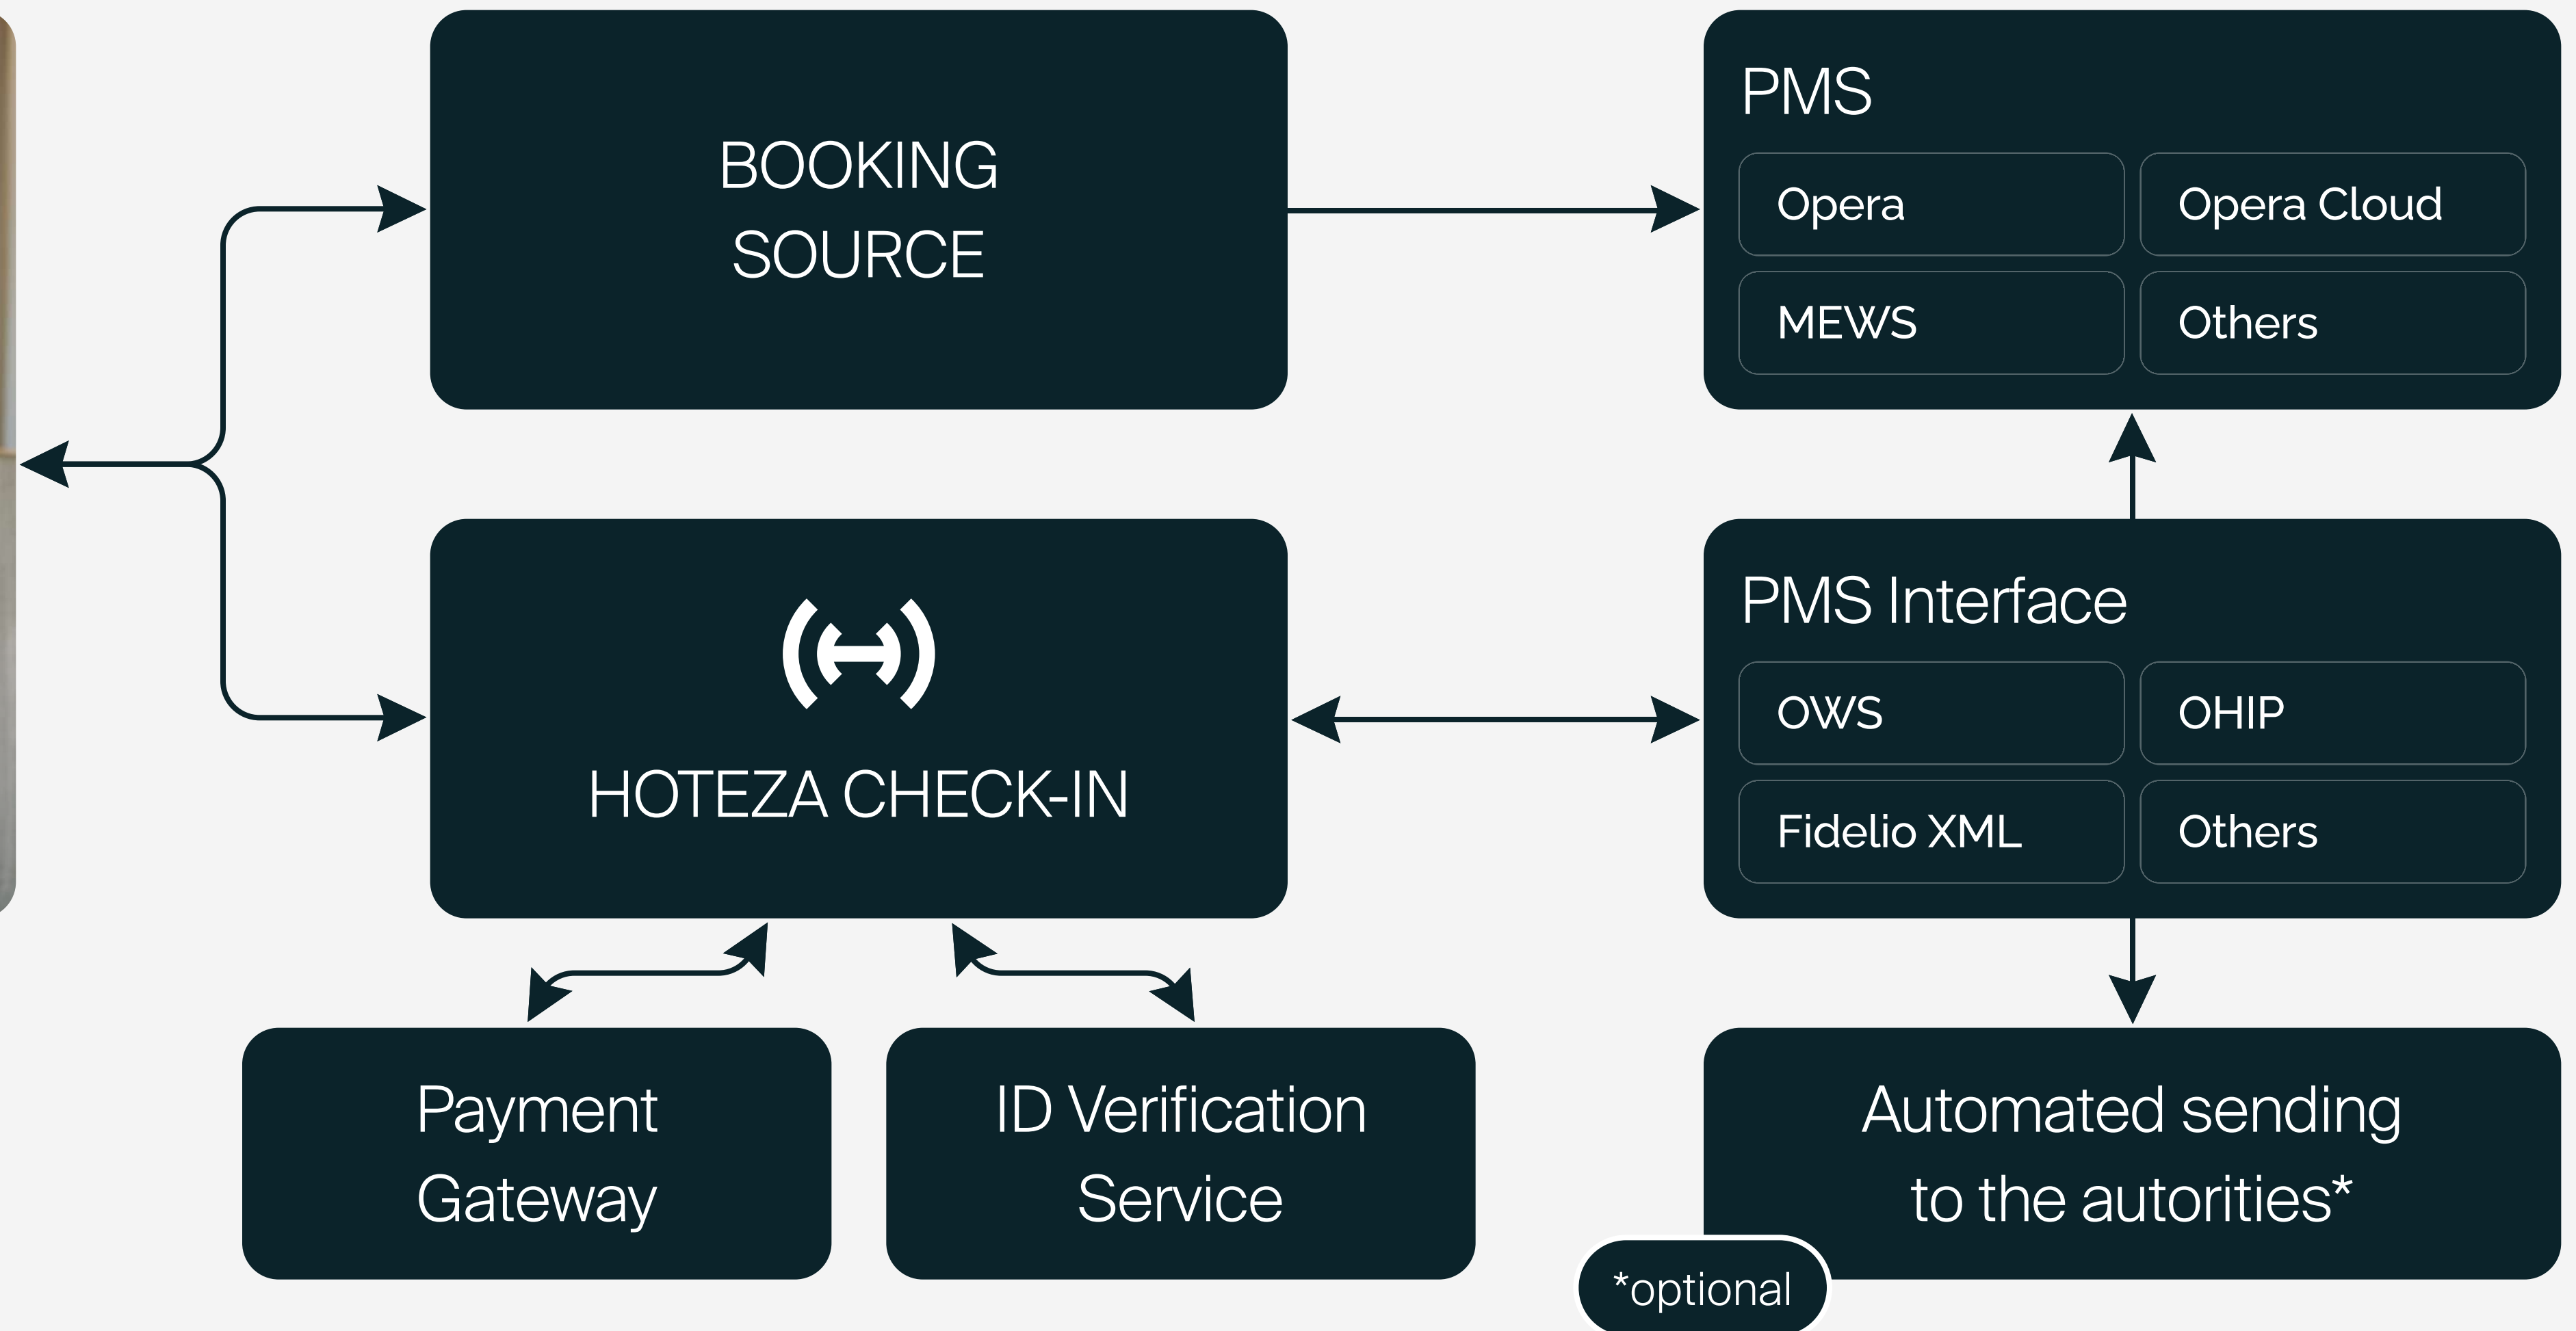 BOOKING
SOURCE
PMS
Opera
Opera Cloud
MEWS
Others
HOTEZA CHECK-IN
PMS Interface
OWS
OHIP
Fidelio XML
Others
Payment
Gateway
ID Verification
Service
Automated sending
to the autorities*
*optional